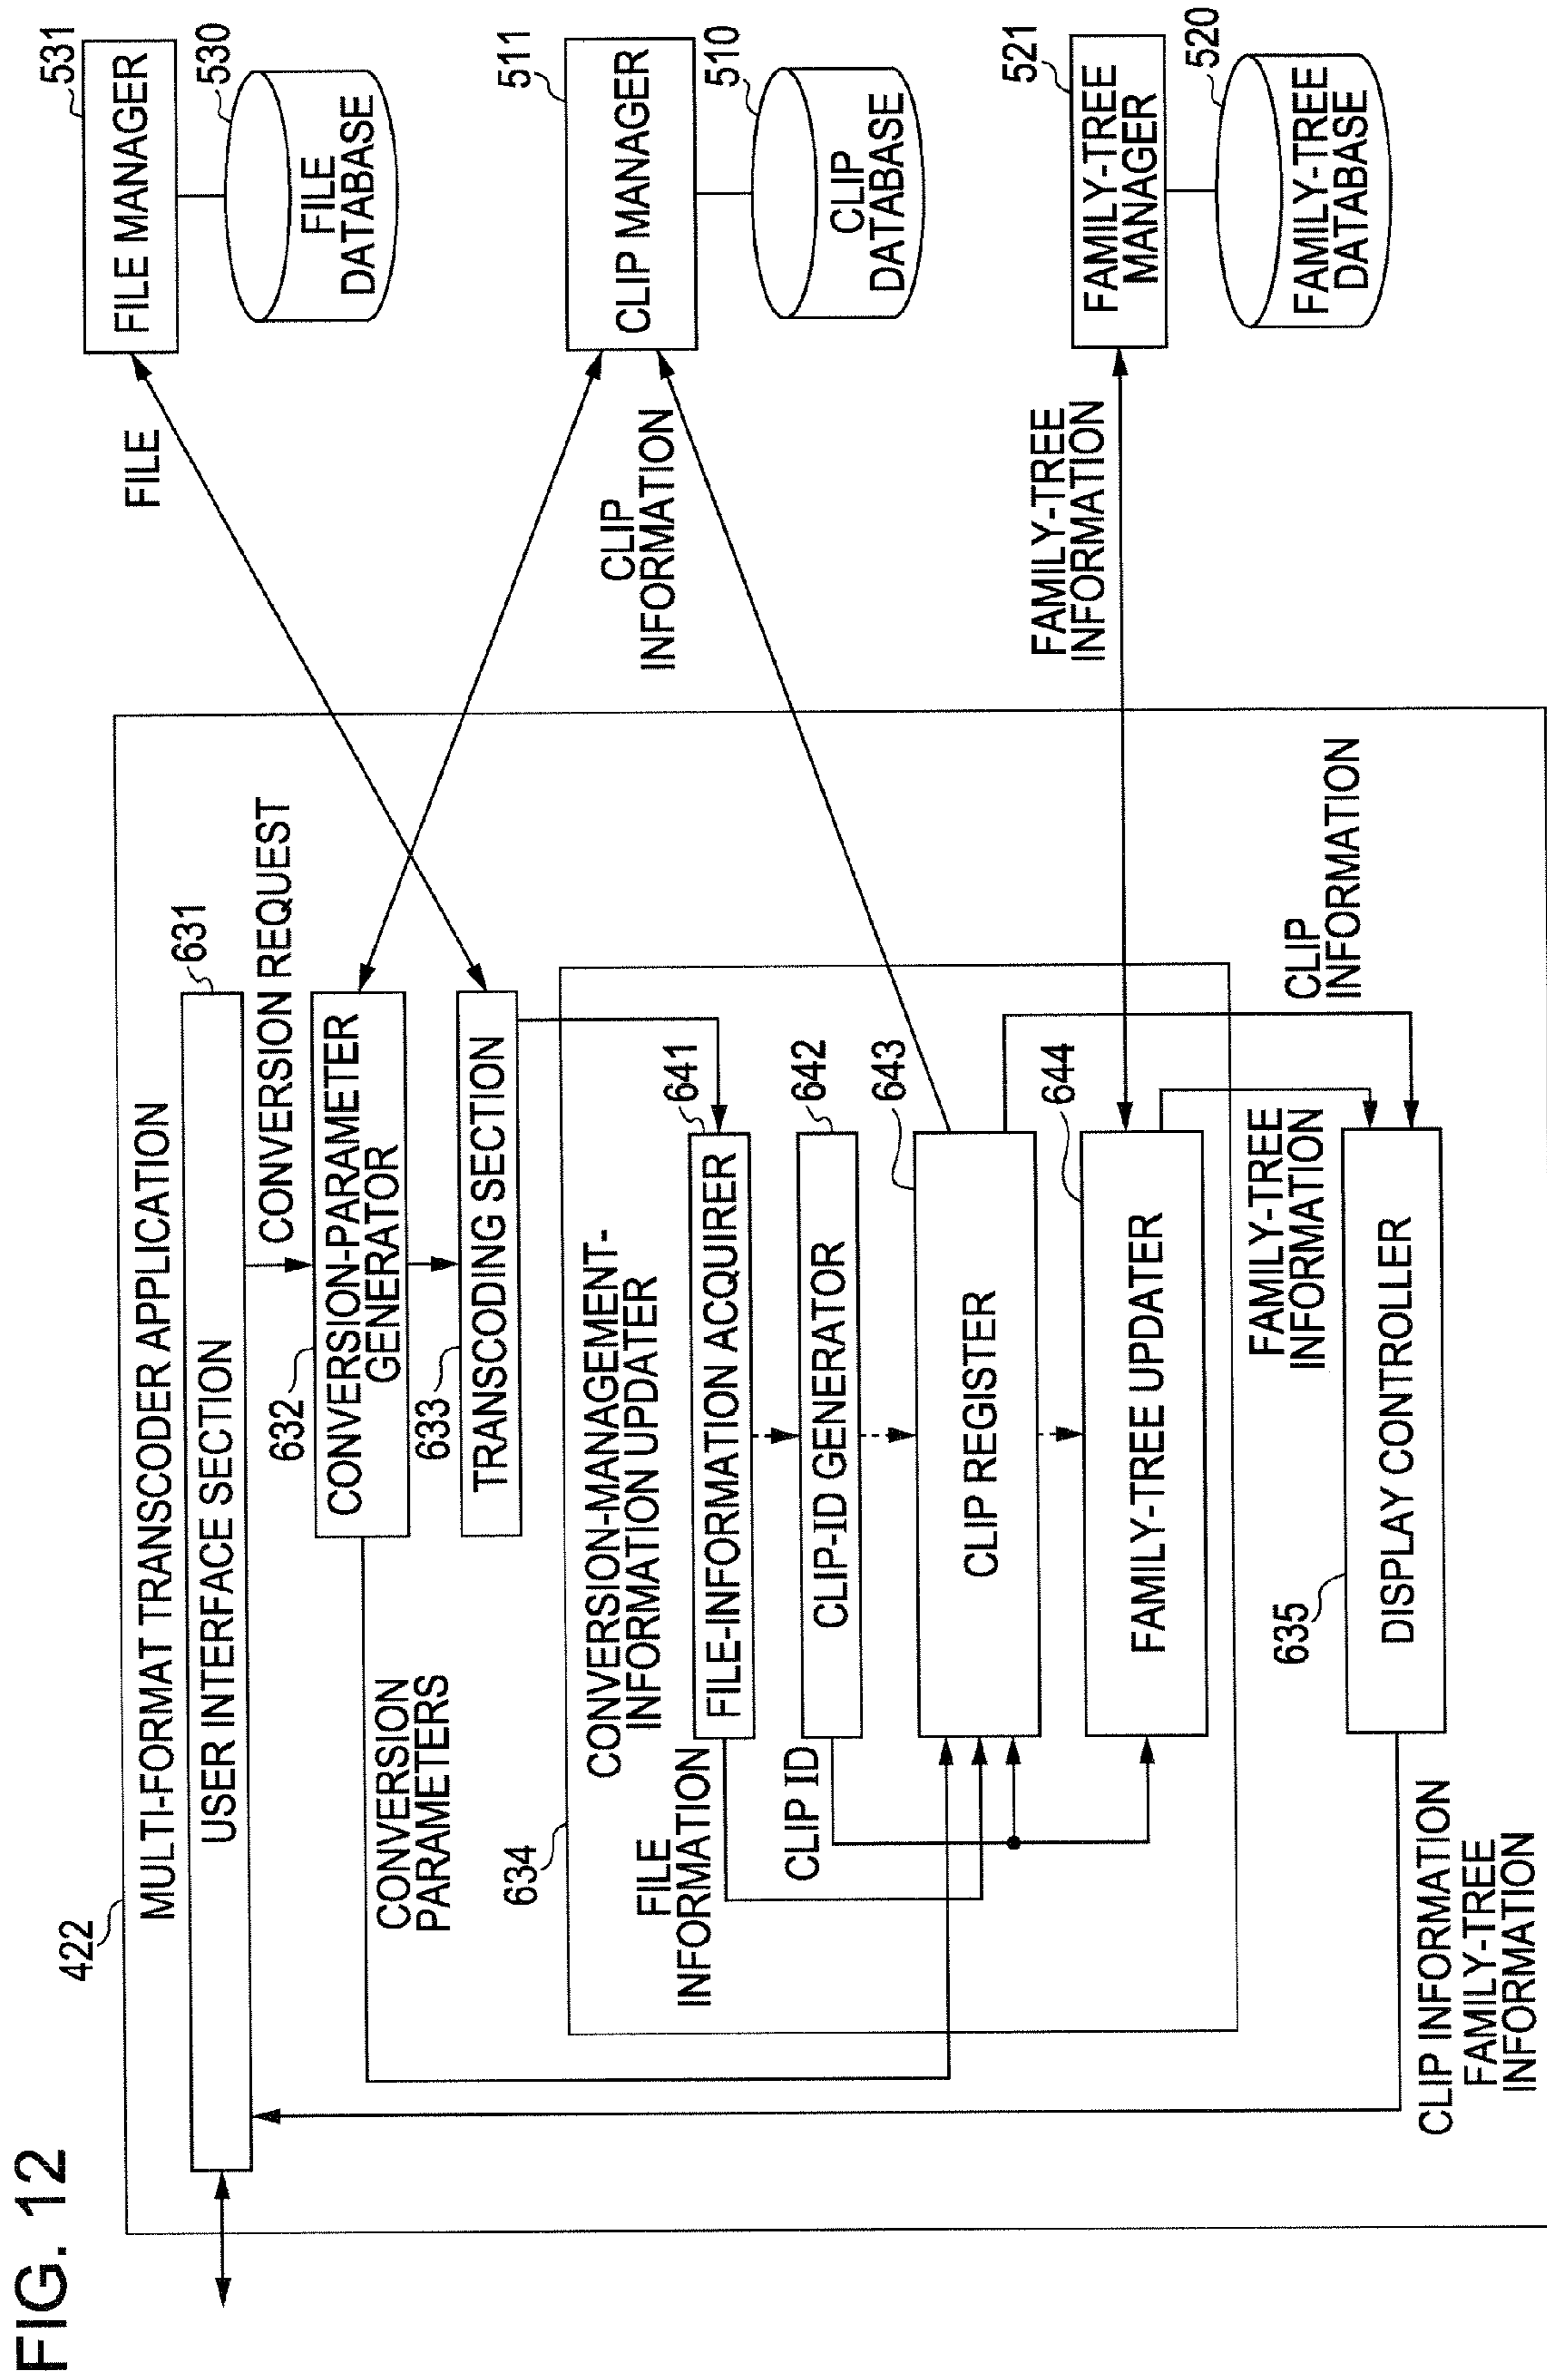 FIG. 12
422
MULTI-FORMAT TRANSCODER APPLICATION
631
USER INTERFACE SECTION
CONVERSION REQUEST
632
CONVERSION-PARAMETER
GENERATOR
633
TRANSCODING SECTION
CONVERSION
PARAMETERS
634
CONVERSION-MANAGEMENT-
INFORMATION UPDATER
641
FILE-INFORMATION ACQUIRER
FILE
INFORMATION
642
CLIP-ID GENERATOR
CLIP ID
643
CLIP REGISTER
644
FAMILY-TREE UPDATER
FAMILY-TREE
INFORMATION
CLIP
INFORMATION
635
DISPLAY CONTROLLER
CLIP INFORMATION
FAMILY-TREE
INFORMATION
FILE
531
FILE MANAGER
530
FILE
DATABASE
CLIP
INFORMATION
511
CLIP MANAGER
510
CLIP
DATABASE
FAMILY-TREE
INFORMATION
521
FAMILY-TREE
MANAGER
520
FAMILY-TREE
DATABASE